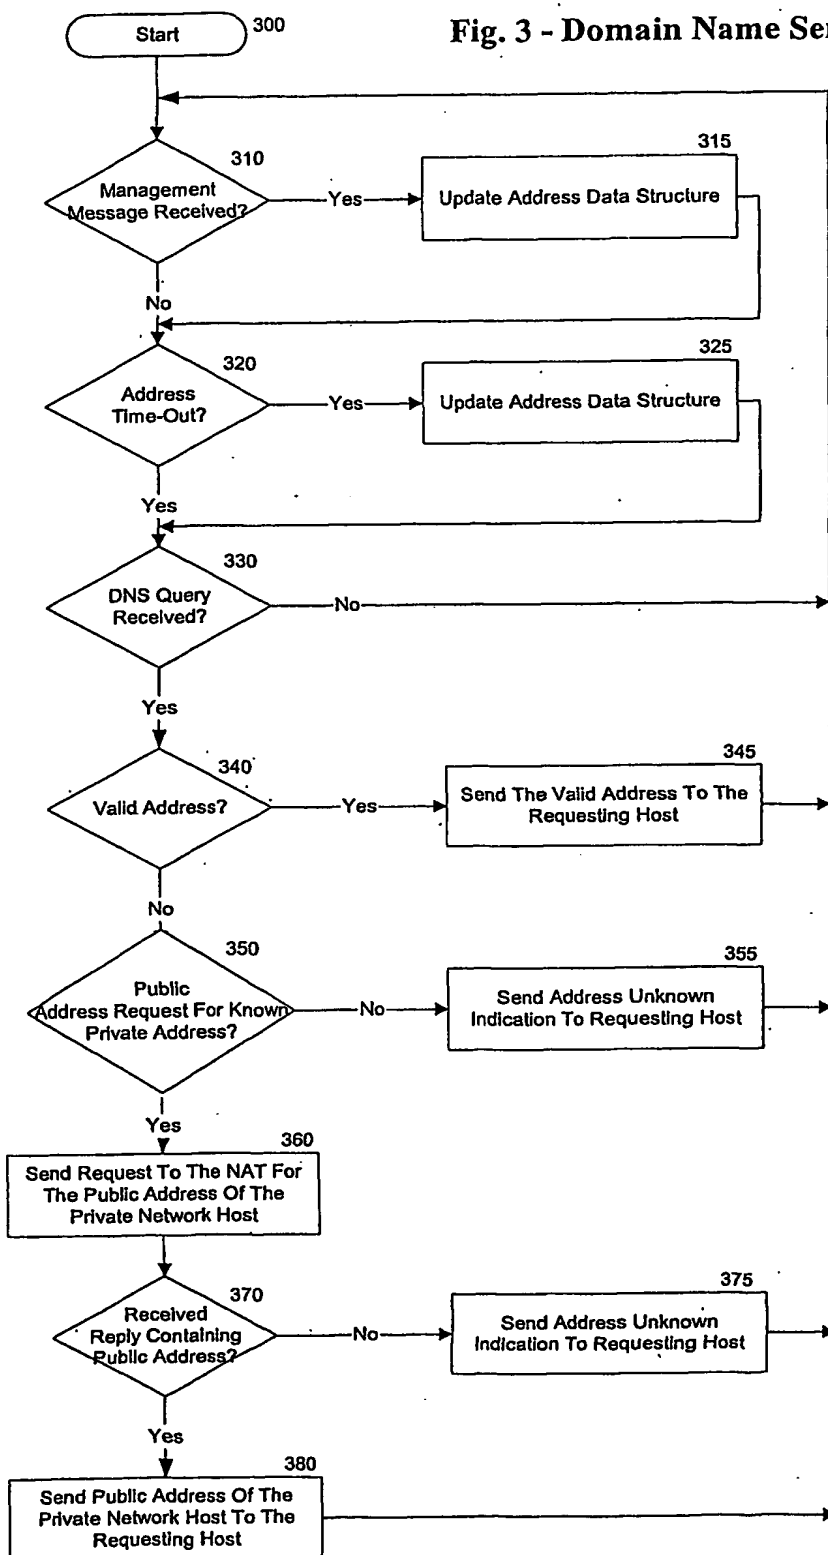 Start
300
Fig. 3 - Domain Name Ser
310
Management
Message Received?
Yes
315
Update Address Data Structure
No
320
Address
Time-Out?
Yes
325
Update Address Data Structure
Yes
330
DNS Query
Received?
No
Yes
340
Valid Address?
Yes
345
Send The Valid Address To The
Requesting Host
No
350
Public
Address Request For Known
Private Address?
No
355
Send Address Unknown
Indication To Requesting Host
Yes
360
Send Request To The NAT For
The Public Address Of The
Private Network Host
370
Received
Reply Containing
Public Address?
No
375
Send Address Unknown
Indication To Requesting Host
Yes
380
Send Public Address Of The
Private Network Host To The
Requesting Host